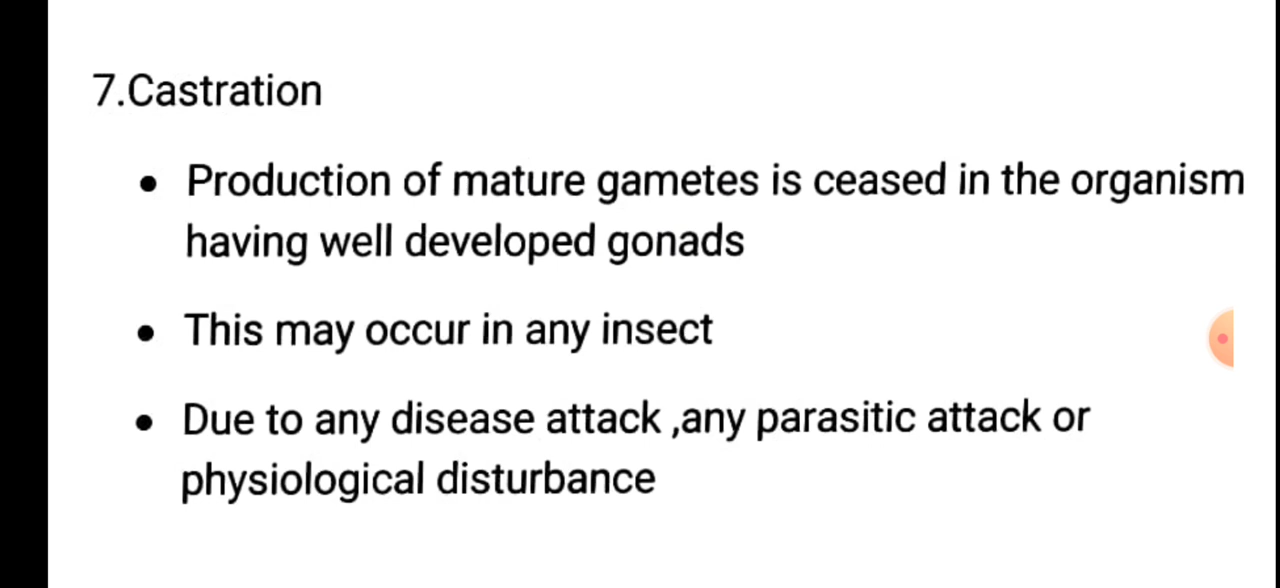 7.Castration
• Production of mature gametes is ceased in the organism
having well developed gonads
• This may occur in any insect
• Due to any disease attack ,any parasitic attack or
physiological disturbance